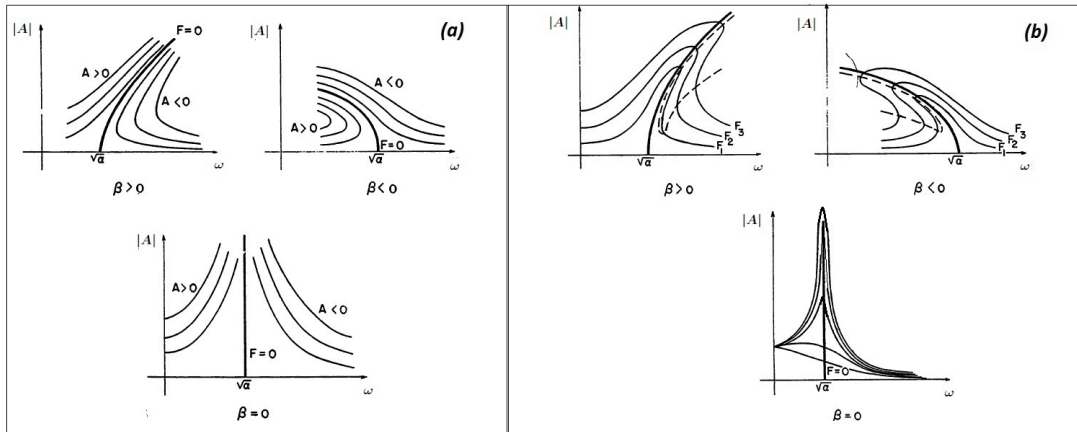 (a)
|A|
F=0
A>0
A<0
√α
ω
β>0
|A|
A<0
A>0
F=0
√α
ω
β<0
|A|
A>0
A<0
F=0
√α
ω
β=0
(b)
|A|
F₃
F₂
F₁
√α
ω
β>0
|A|
F₃
F₂
F₁
√α
ω
β<0
|A|
F=0
√α
ω
β=0